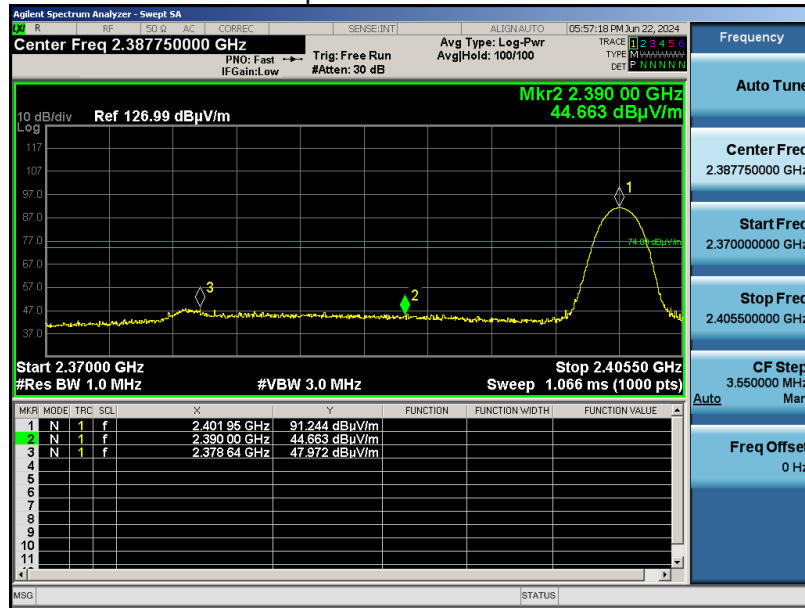 Agilent Spectrum Analyzer - Swept SA
LXI R RF 50 Ω AC CORREC SENSE:INT ALIGN AUTO 05:57:18 PM Jun 22, 2024
Center Freq 2.387750000 GHz
PNO: Fast
IFGain:Low
Trig: Free Run
#Atten: 30 dB
Avg Type: Log-Pwr
Avg|Hold: 100/100
TRACE 1 2 3 4 5 6
TYPE M
DET P N N N N N
Mkr2 2.390 00 GHz
44.663 dBµV/m
10 dB/div Ref 126.99 dBµV/m
Log
117
107
97.0
87.0
77.0
67.0
57.0
47.0
37.0
1
2
3
74.00 dBµV/m
Start 2.37000 GHz Stop 2.40550 GHz
#Res BW 1.0 MHz #VBW 3.0 MHz Sweep 1.066 ms (1000 pts)
MKR MODE TRC SCL X Y FUNCTION FUNCTION WIDTH FUNCTION VALUE
1 N 1 f 2.401 95 GHz 91.244 dBµV/m
2 N 1 f 2.390 00 GHz 44.663 dBµV/m
3 N 1 f 2.378 64 GHz 47.972 dBµV/m
4
5
6
7
8
9
10
11
MSG STATUS
Frequency
Auto Tune
Center Freq
2.387750000 GHz
Start Freq
2.370000000 GHz
Stop Freq
2.405500000 GHz
CF Step
3.550000 MHz
Auto Man
Freq Offset
0 Hz